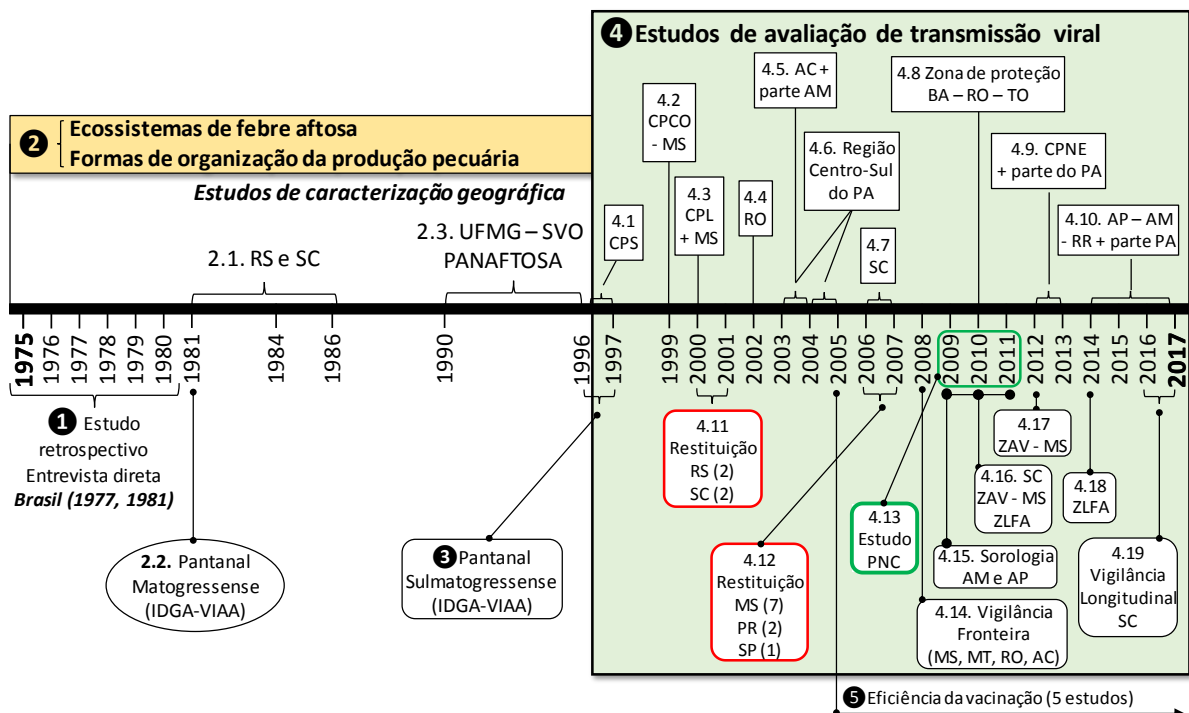 ❹ Estudos de avaliação de transmissão viral
4.5. AC +
parte AM
4.8 Zona de proteção
BA – RO – TO
4.2
CPCO
- MS
❷ Ecossistemas de febre aftosa
Formas de organização da produção pecuária
Estudos de caracterização geográfica
4.6. Região
Centro-Sul
do PA
4.9. CPNE
+ parte do PA
4.3
CPL
+ MS
4.4
RO
4.1
CPS
4.10. AP – AM
- RR + parte PA
2.1. RS e SC
2.3. UFMG – SVO
PANAFTOSA
4.7
SC
1975
1976
1977
1978
1979
1980
1981
1984
1986
1990
1996
1997
1999
2000
2001
2002
2003
2004
2005
2006
2007
2008
2009
2010
2011
2012
2013
2014
2015
2016
2017
❶ Estudo
retrospectivo
Entrevista direta
Brasil (1977, 1981)
2.2. Pantanal
Matogressense
(IDGA-VIAA)
❸ Pantanal
Sulmatogressense
(IDGA-VIAA)
4.11
Restituição
RS (2)
SC (2)
4.12
Restituição
MS (7)
PR (2)
SP (1)
4.13
Estudo
PNC
4.17
ZAV - MS
4.16. SC
ZAV - MS
ZLFA
4.18
ZLFA
4.15. Sorologia
AM e AP
4.14. Vigilância
Fronteira
(MS, MT, RO, AC)
4.19
Vigilância
Longitudinal
SC
❺ Eficiência da vacinação (5 estudos)